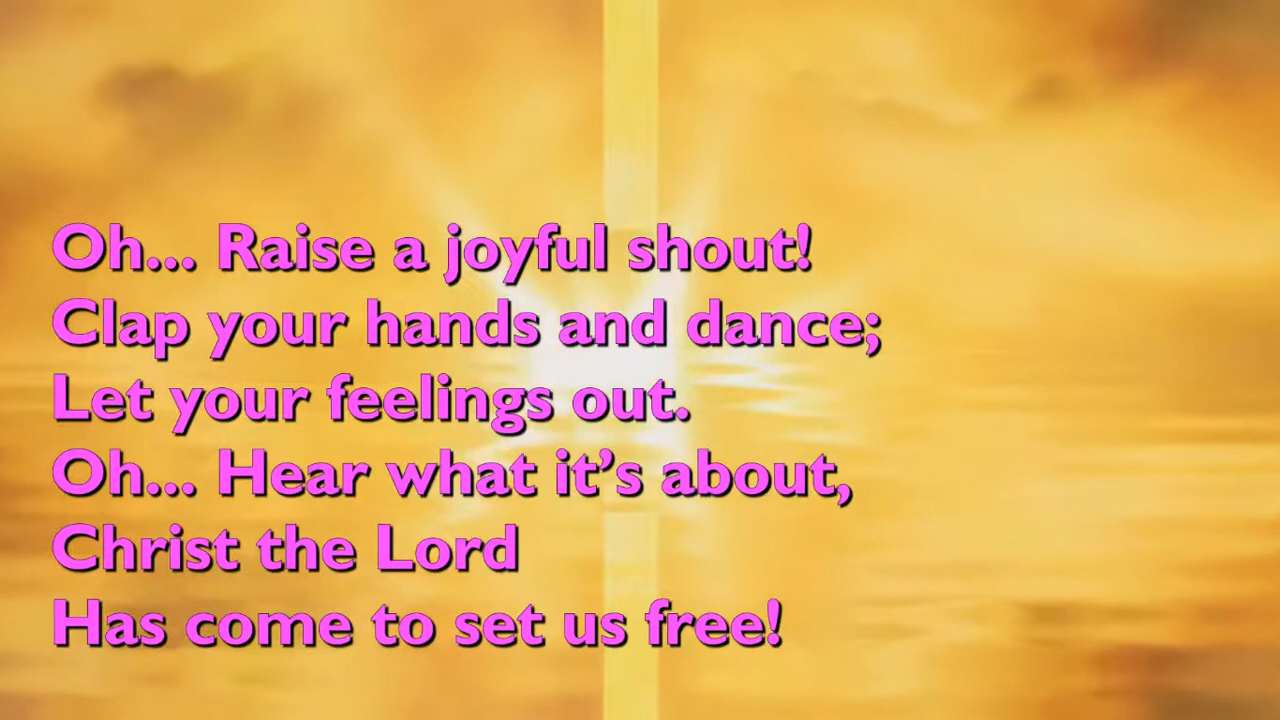 Oh... Raise a joyful shout!
Clap your hands and dance;
Let your feelings out.
Oh... Hear what it’s about,
Christ the Lord
Has come to set us free!